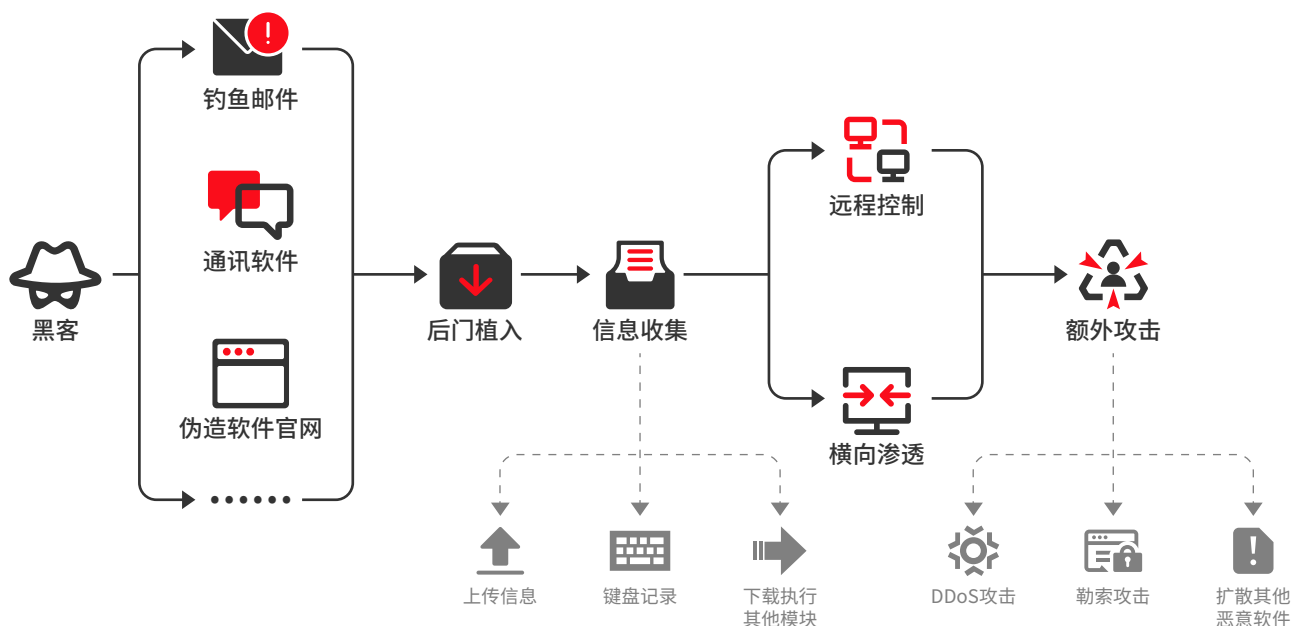 钓鱼邮件
通讯软件
黑客
伪造软件官网
后门植入
信息收集
远程控制
横向渗透
额外攻击
上传信息
键盘记录
下载执行
其他模块
DDoS攻击
勒索攻击
扩散其他
恶意软件